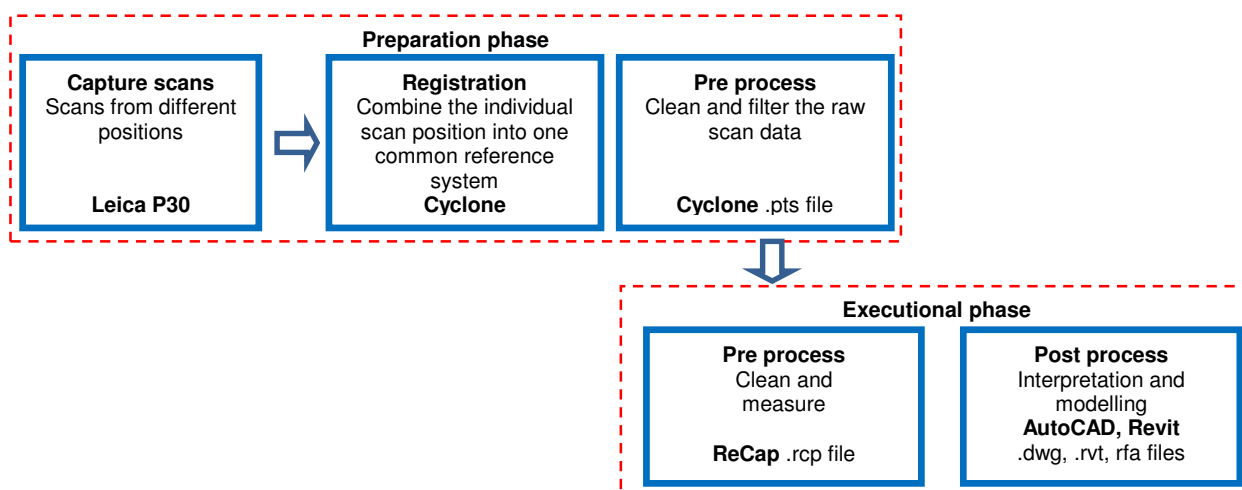 Preparation phase
Capture scans
Scans from different
positions
Leica P30
Registration
Combine the individual
scan position into one
common reference
system
Cyclone
Pre process
Clean and filter the raw
scan data
Cyclone .pts file
Executional phase
Pre process
Clean and
measure
ReCap .rcp file
Post process
Interpretation and
modelling
AutoCAD, Revit
.dwg, .rvt, rfa files